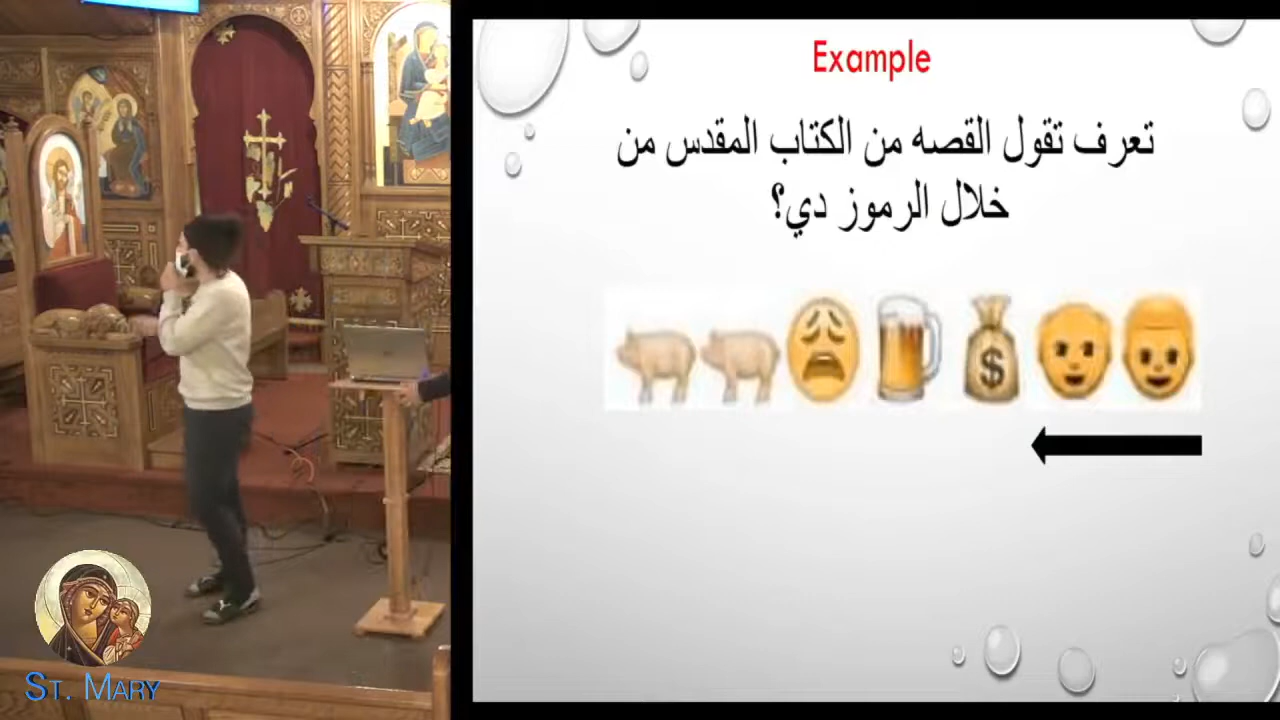 Example
تعرف تقول القصه من الكتاب المقدس من
خلال الرموز دي؟
$
St. Mary